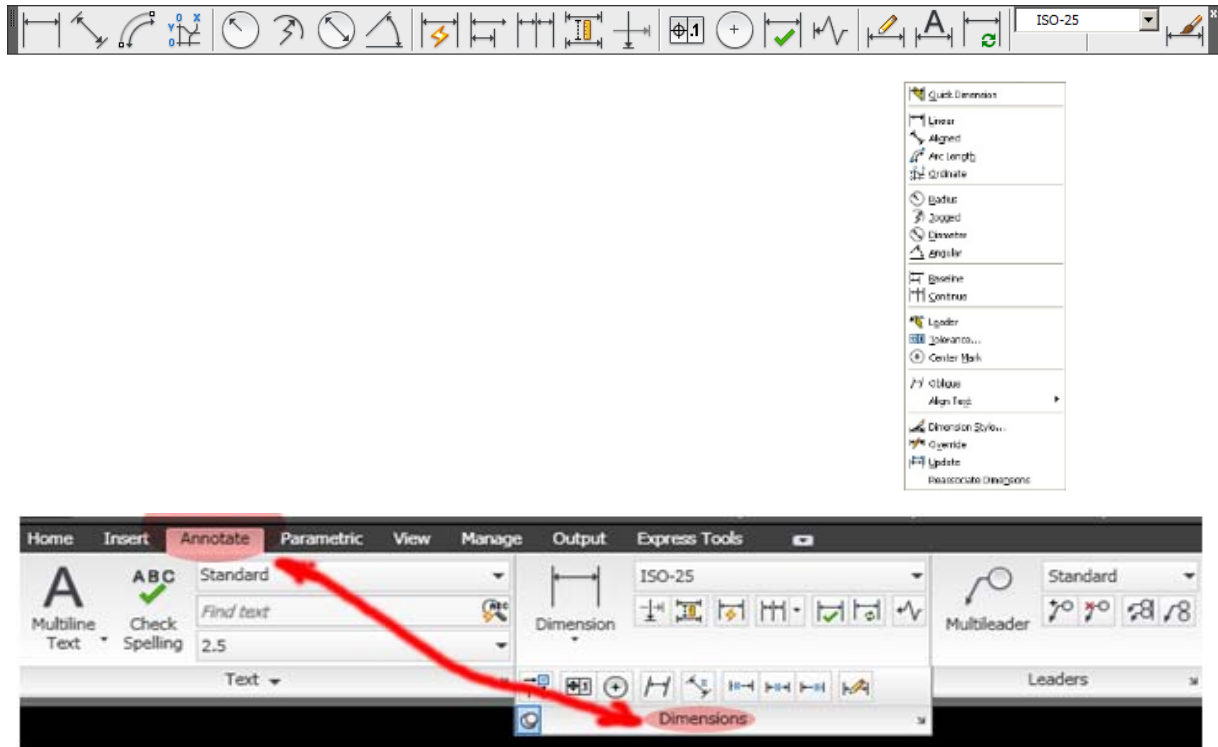 ISO-25
Quick Dimension
Linear
Aligned
Arc Length
Ordinate
Radius
Jogged
Diameter
Angular
Baseline
Continue
Leader
Tolerance...
Center Mark
Oblique
Align Text
Dimension Style...
Override
Update
Reassociate Dimensions
Home Insert Annotate Parametric View Manage Output Express Tools
Multiline Text
ABC
Check Spelling
Standard
Find text
2.5
Text
Dimension
ISO-25
Dimensions
Multileader
Standard
Leaders